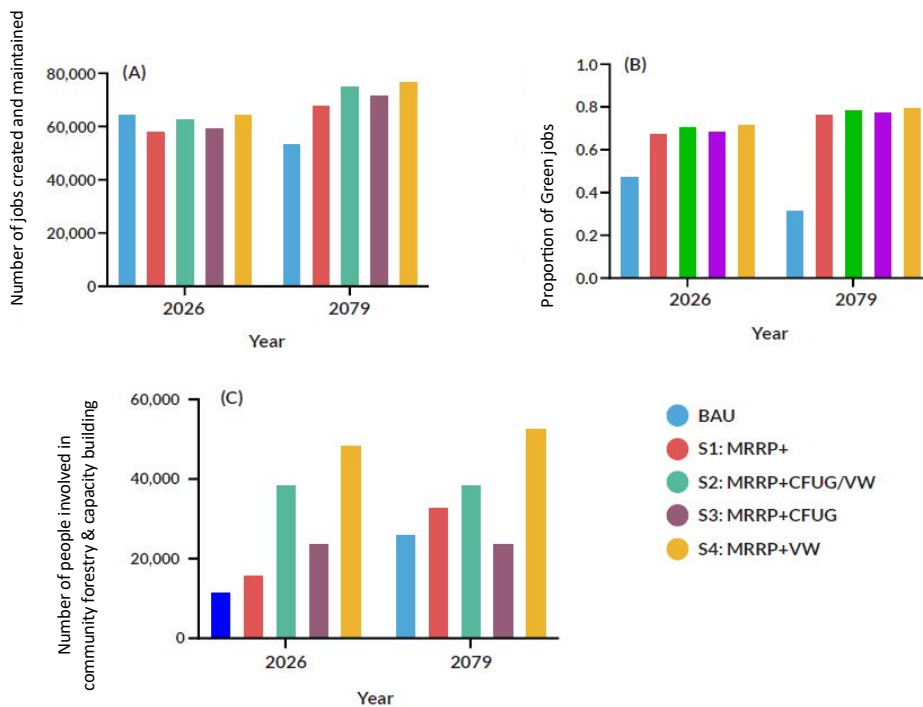 Number of jobs created and maintained
(A)
80,000
60,000
40,000
20,000
0
2026
2079
Year
Proportion of Green jobs
(B)
1.0
0.8
0.6
0.4
0.2
0.0
2026
2079
Year
Number of people involved in
community forestry & capacity building
(C)
60,000
40,000
20,000
0
2026
2079
Year
BAU
S1: MRRP+
S2: MRRP+CFUG/VW
S3: MRRP+CFUG
S4: MRRP+VW